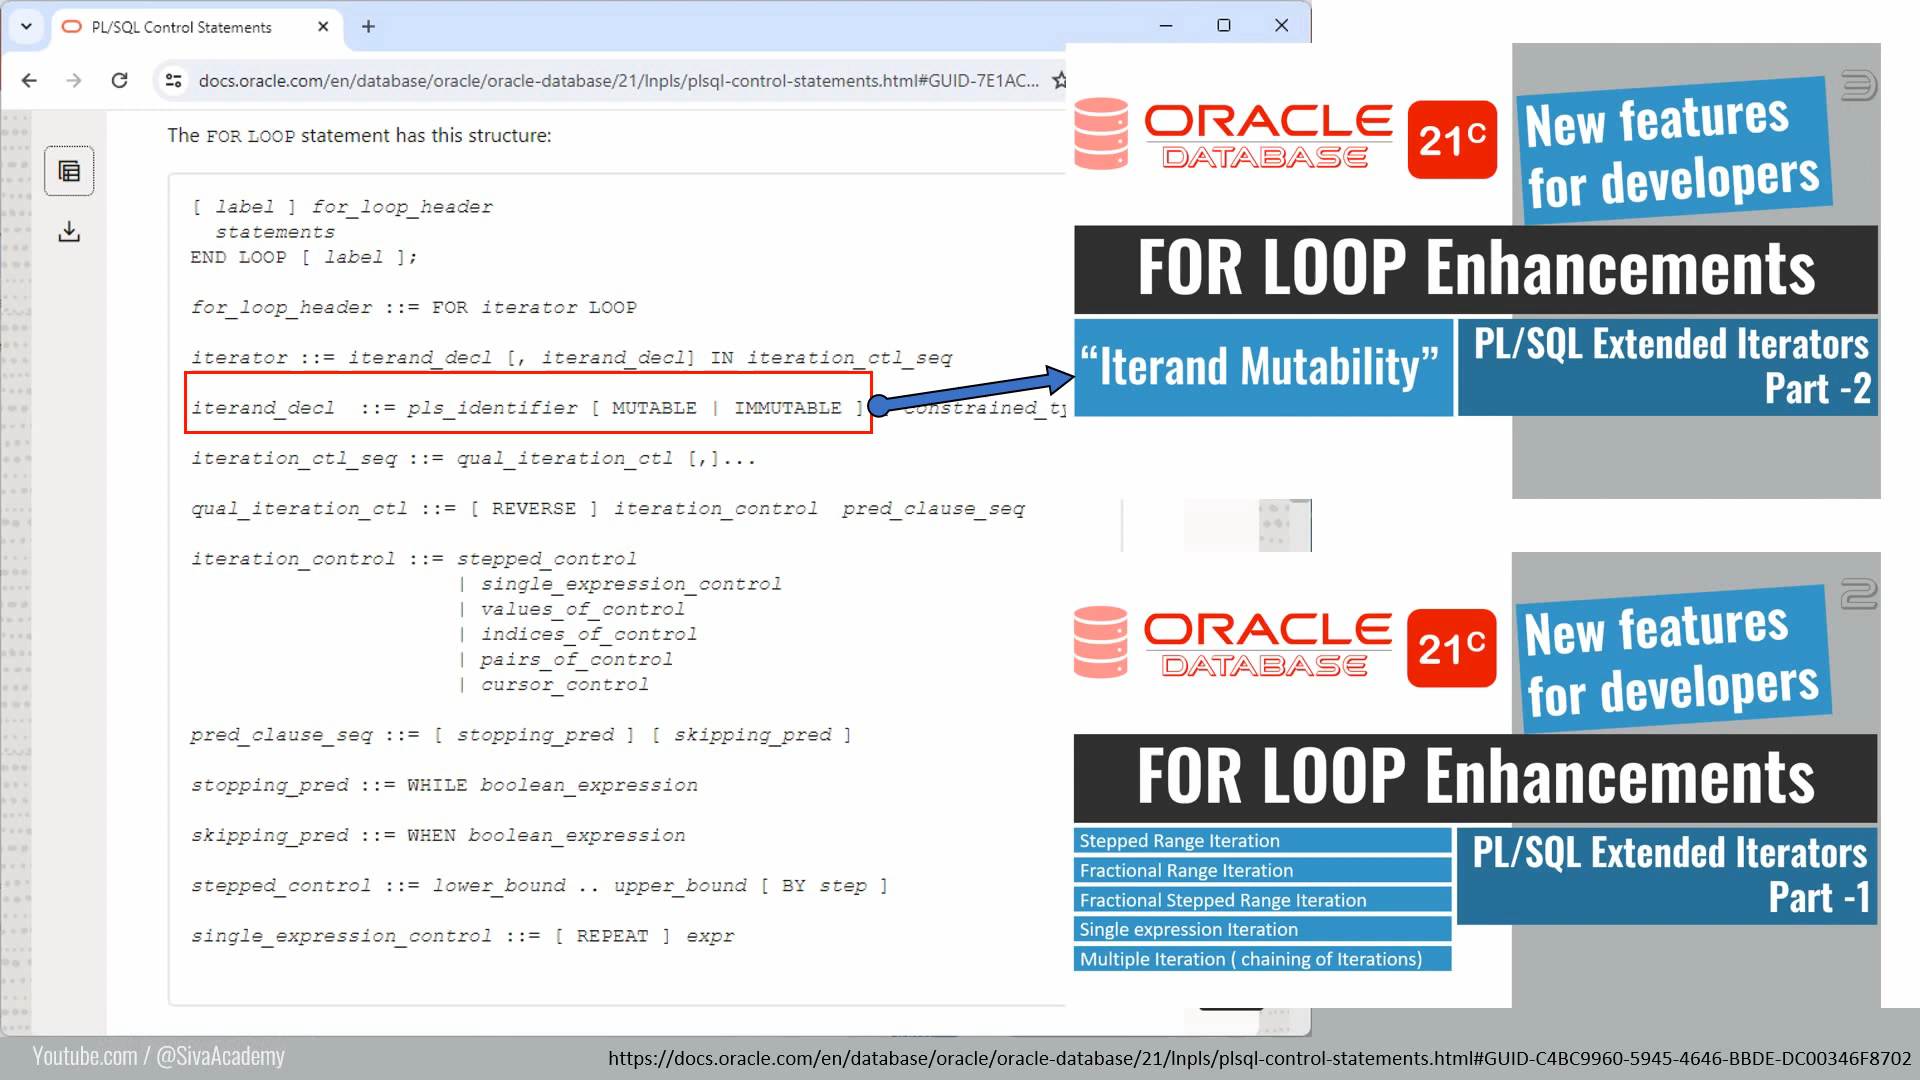 PL/SQL Control Statements
docs.oracle.com/en/database/oracle/oracle-database/21/lnpls/plsql-control-statements.html#GUID-7E1AC...
The FOR LOOP statement has this structure:
[ label ] for_loop_header
statements
END LOOP [ label ];
for_loop_header ::= FOR iterator LOOP
iterator ::= iterand_decl [, iterand_decl] IN iteration_ctl_seq
iterand_decl ::= pls_identifier [ MUTABLE | IMMUTABLE ] constrained_ty
iteration_ctl_seq ::= qual_iteration_ctl [,]...
qual_iteration_ctl ::= [ REVERSE ] iteration_control pred_clause_seq
iteration_control ::= stepped_control
| single_expression_control
| values_of_control
| indices_of_control
| pairs_of_control
| cursor_control
pred_clause_seq ::= [ stopping_pred ] [ skipping_pred ]
stopping_pred ::= WHILE boolean_expression
skipping_pred ::= WHEN boolean_expression
stepped_control ::= lower_bound .. upper_bound [ BY step ]
single_expression_control ::= [ REPEAT ] expr
ORACLE
DATABASE
21c
New features
for developers
3
FOR LOOP Enhancements
“Iterand Mutability”
PL/SQL Extended Iterators
Part -2
ORACLE
DATABASE
21c
New features
for developers
2
FOR LOOP Enhancements
Stepped Range Iteration
Fractional Range Iteration
Fractional Stepped Range Iteration
Single expression Iteration
Multiple Iteration ( chaining of Iterations)
PL/SQL Extended Iterators
Part -1
Youtube.com / @SivaAcademy
https://docs.oracle.com/en/database/oracle/oracle-database/21/lnpls/plsql-control-statements.html#GUID-C4BC9960-5945-4646-BBDE-DC00346F8702